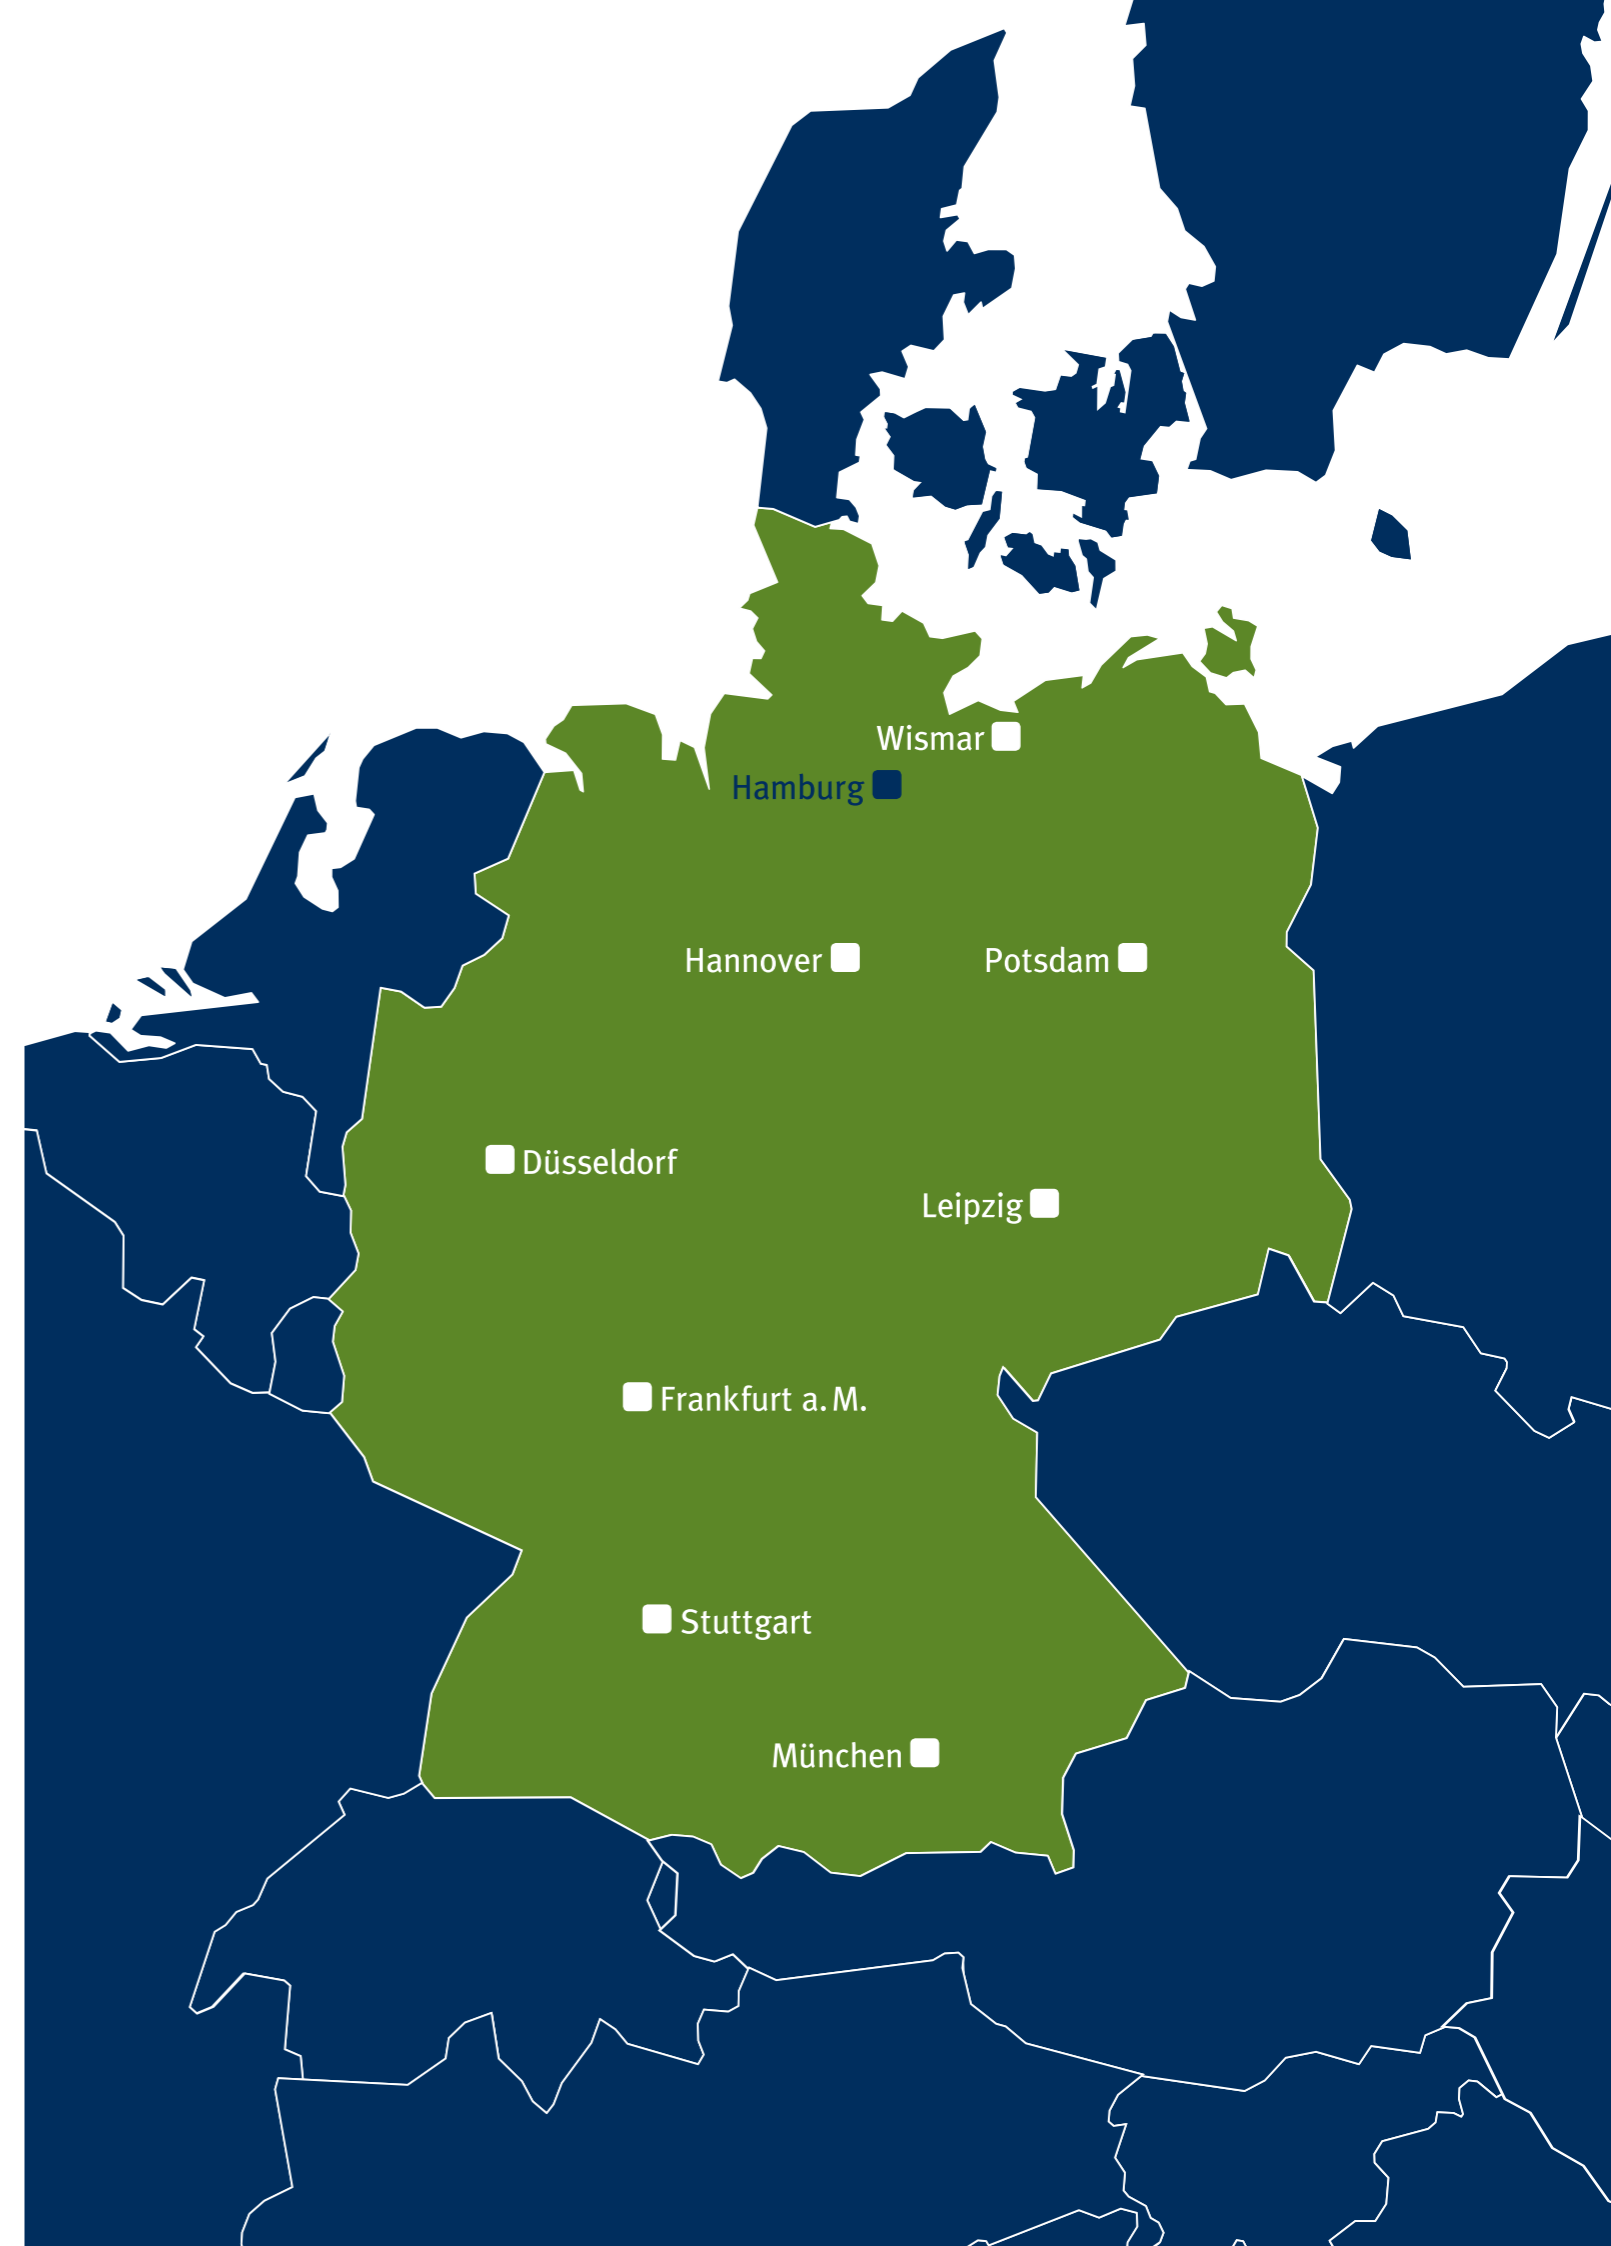 Wismar
Hamburg
Hannover
Potsdam
Düsseldorf
Leipzig
Frankfurt a. M.
Stuttgart
München